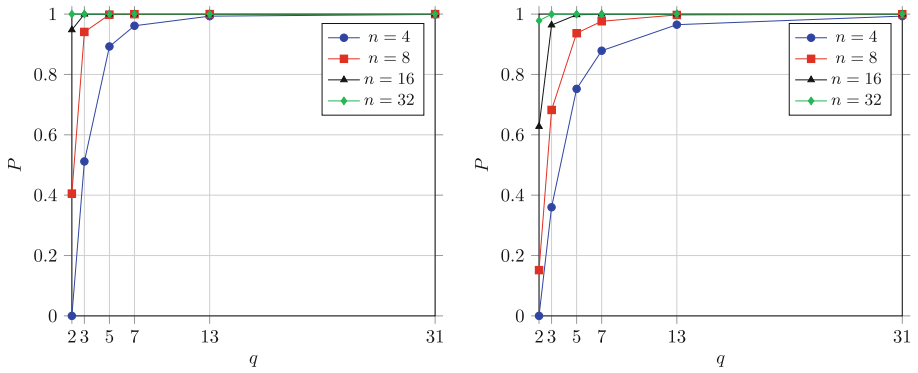 1
0.8
0.6
0.4
0.2
0
P
2 3 5 7 13 31
q
n = 4
n = 8
n = 16
n = 32
1
0.8
0.6
0.4
0.2
0
P
2 3 5 7 13 31
q
n = 4
n = 8
n = 16
n = 32